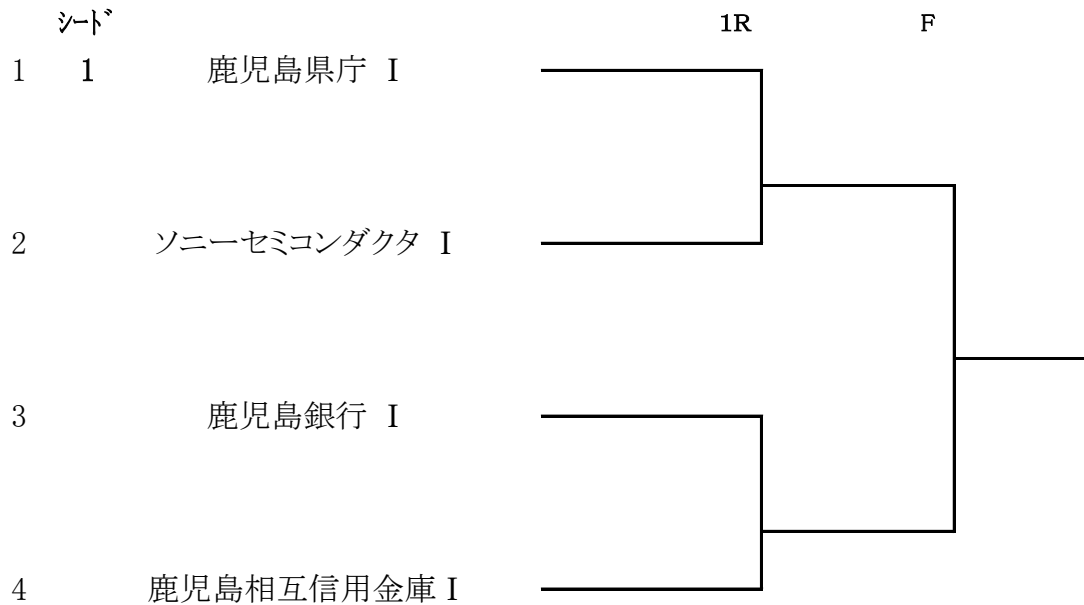 ｼｰﾄﾞ 1R F
1 1 鹿児島県庁 I
2 ソニーセミコンダクタ I
3 鹿児島銀行 I
4 鹿児島相互信用金庫 I